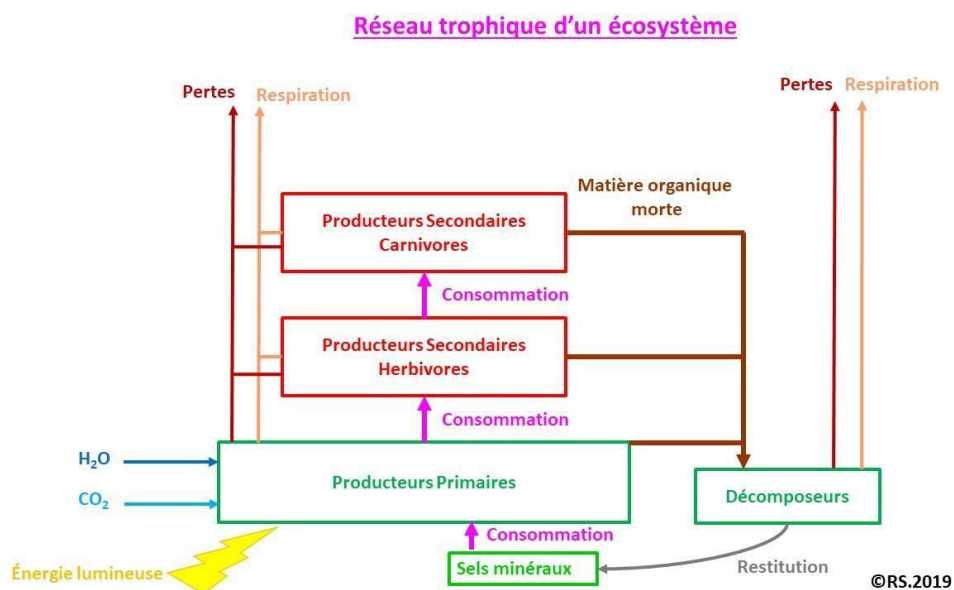 Réseau trophique d'un écosystème
Pertes
Respiration
Pertes
Respiration
Matière organique
morte
Producteurs Secondaires
Carnivores
Consommation
Producteurs Secondaires
Herbivores
Consommation
H₂O
CO₂
Producteurs Primaires
Décomposeurs
Énergie lumineuse
Consommation
Sels minéraux
Restitution
©RS.2019